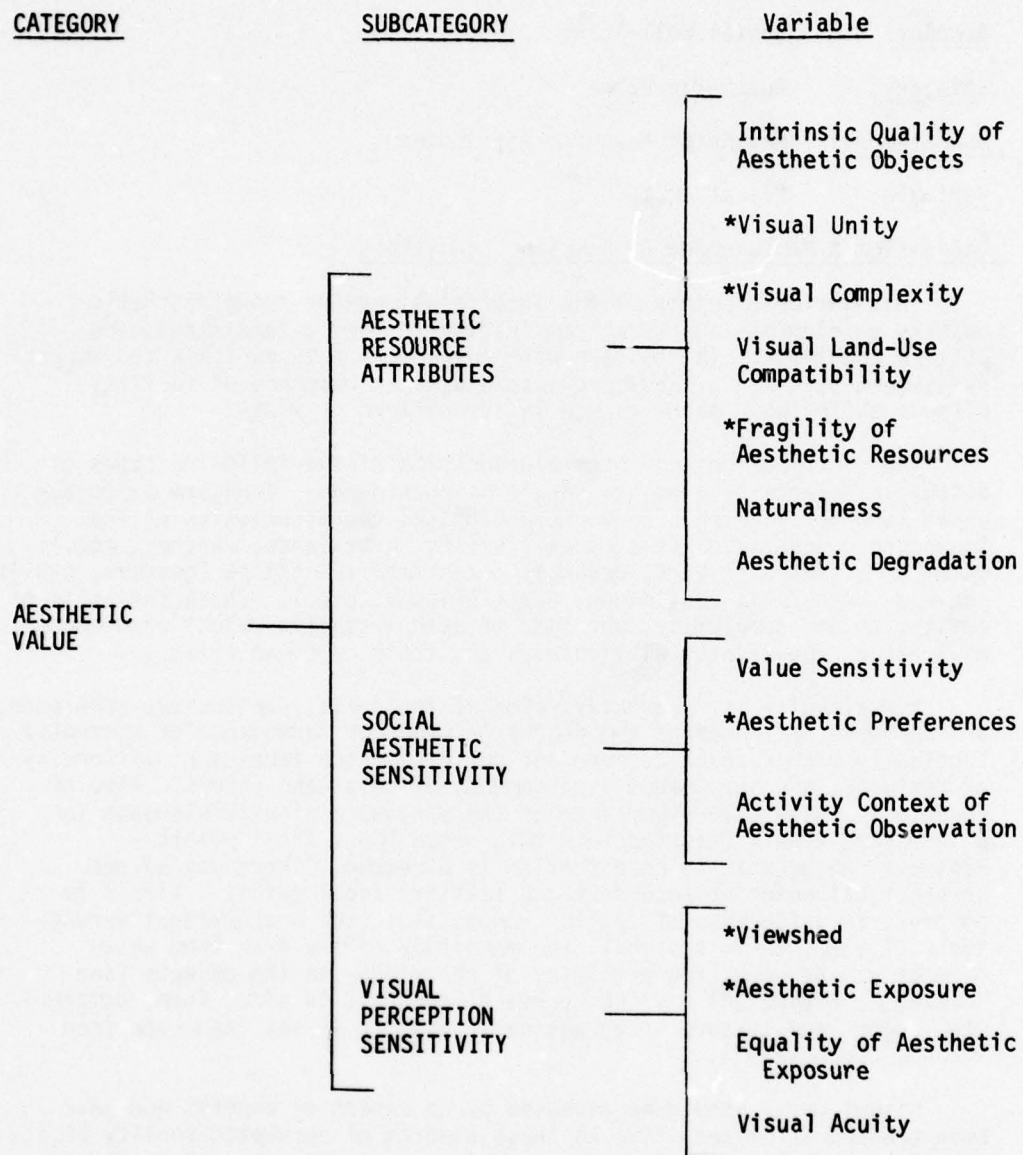 CATEGORY SUBCATEGORY Variable
Intrinsic Quality of
Aesthetic Objects
*Visual Unity
*Visual Complexity
AESTHETIC
RESOURCE
ATTRIBUTES
Visual Land-Use
Compatibility
*Fragility of
Aesthetic Resources
Naturalness
Aesthetic Degradation
AESTHETIC
VALUE
Value Sensitivity
SOCIAL
AESTHETIC
SENSITIVITY
*Aesthetic Preferences
Activity Context of
Aesthetic Observation
*Viewshed
VISUAL
PERCEPTION
SENSITIVITY
*Aesthetic Exposure
Equality of Aesthetic
Exposure
Visual Acuity